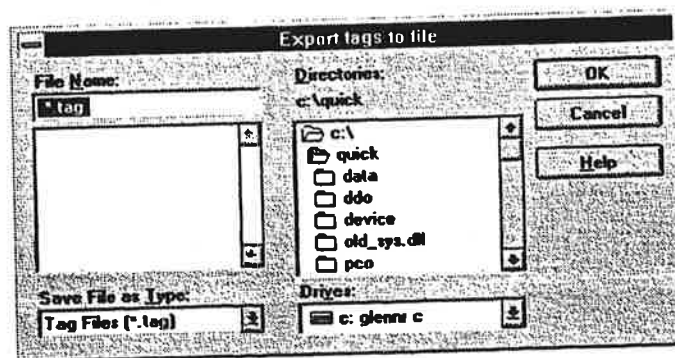 Export tags to file
File Name:
*.tag
Directories:
c:\quick
OK
Cancel
Help
c:\
quick
data
ddo
device
old_sys.dll
pco
Save File as Type:
Tag Files (*.tag)
Drives:
c: glennr c